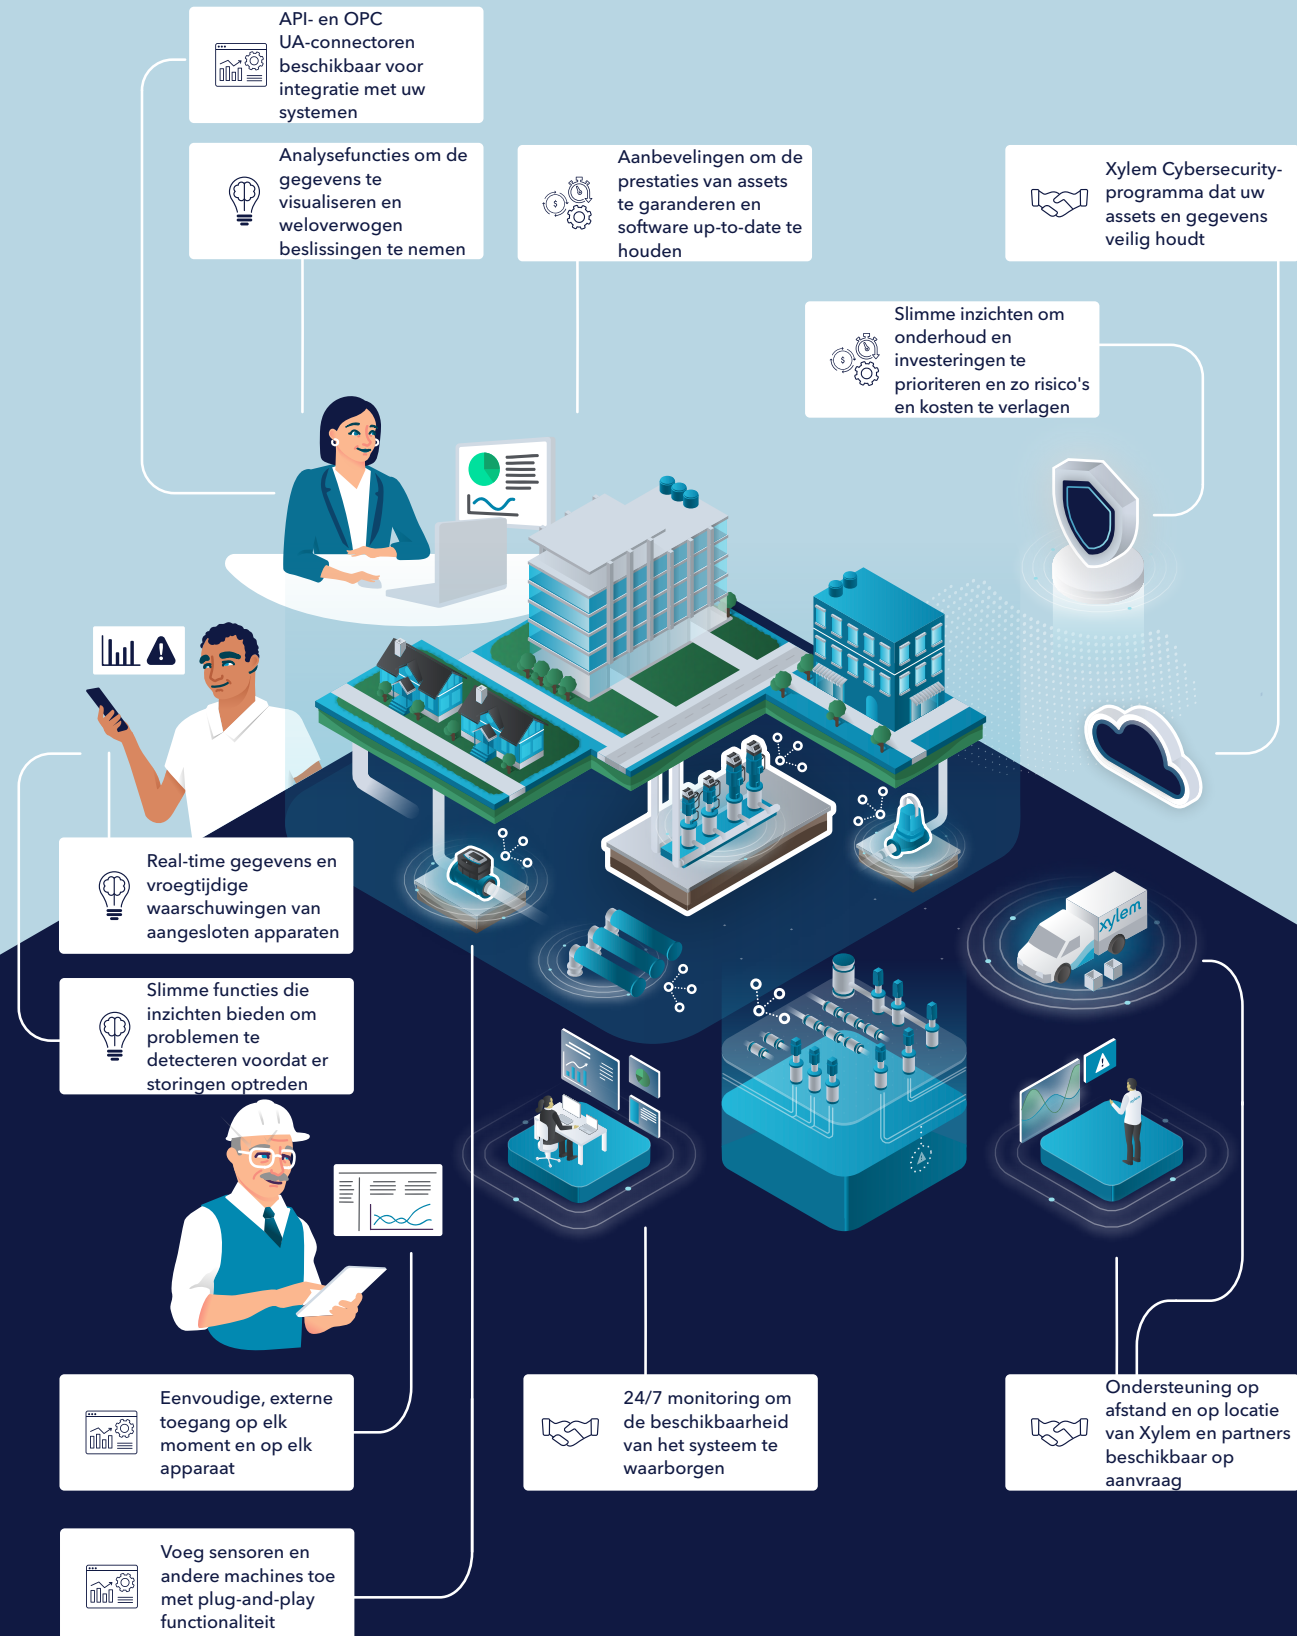 API- en OPC
UA-connectoren
beschikbaar voor
integratie met uw
systemen
Analysefuncties om de
gegevens te
visualiseren en
weloverwogen
beslissingen te nemen
Aanbevelingen om de
prestaties van assets
te garanderen en
software up-to-date te
houden
Xylem Cybersecurity-
programma dat uw
assets en gegevens
veilig houdt
Slimme inzichten om
onderhoud en
investeringen te
prioriteren en zo risico's
en kosten te verlagen
Real-time gegevens en
vroegtijdige
waarschuwingen van
aangesloten apparaten
Slimme functies die
inzichten bieden om
problemen te
detecteren voordat er
storingen optreden
xylem
Eenvoudige, externe
toegang op elk
moment en op elk
apparaat
24/7 monitoring om
de beschikbaarheid
van het systeem te
waarborgen
Ondersteuning op
afstand en op locatie
van Xylem en partners
beschikbaar op
aanvraag
Voeg sensoren en
andere machines toe
met plug-and-play
functionaliteit